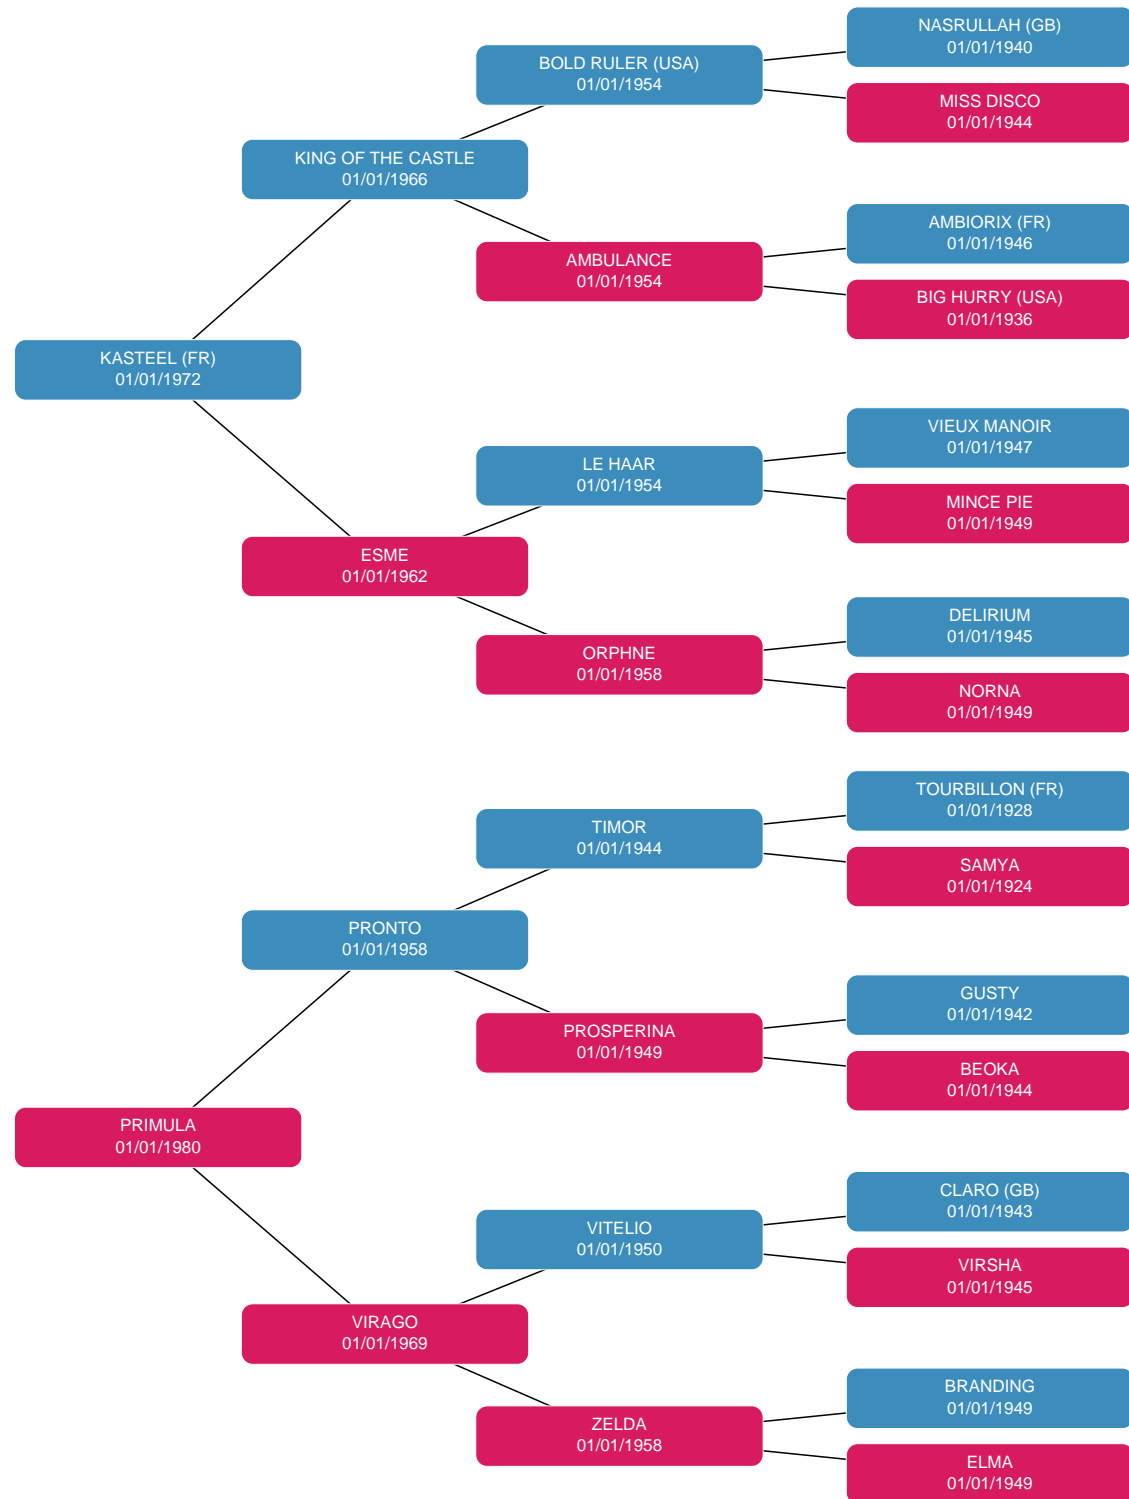 NASRULLAH (GB)
01/01/1940
BOLD RULER (USA)
01/01/1954
MISS DISCO
01/01/1944
KING OF THE CASTLE
01/01/1966
AMBIORIX (FR)
01/01/1946
AMBULANCE
01/01/1954
BIG HURRY (USA)
01/01/1936
KASTEEL (FR)
01/01/1972
VIEUX MANOIR
01/01/1947
LE HAAR
01/01/1954
MINCE PIE
01/01/1949
ESME
01/01/1962
DELIRIUM
01/01/1945
ORPHNE
01/01/1958
NORNA
01/01/1949
TOURBILLON (FR)
01/01/1928
TIMOR
01/01/1944
SAMYA
01/01/1924
PRONTO
01/01/1958
GUSTY
01/01/1942
PROSPERINA
01/01/1949
BEOKA
01/01/1944
PRIMULA
01/01/1980
CLARO (GB)
01/01/1943
VITELIO
01/01/1950
VIRSHA
01/01/1945
VIRAGO
01/01/1969
BRANDING
01/01/1949
ZELDA
01/01/1958
ELMA
01/01/1949